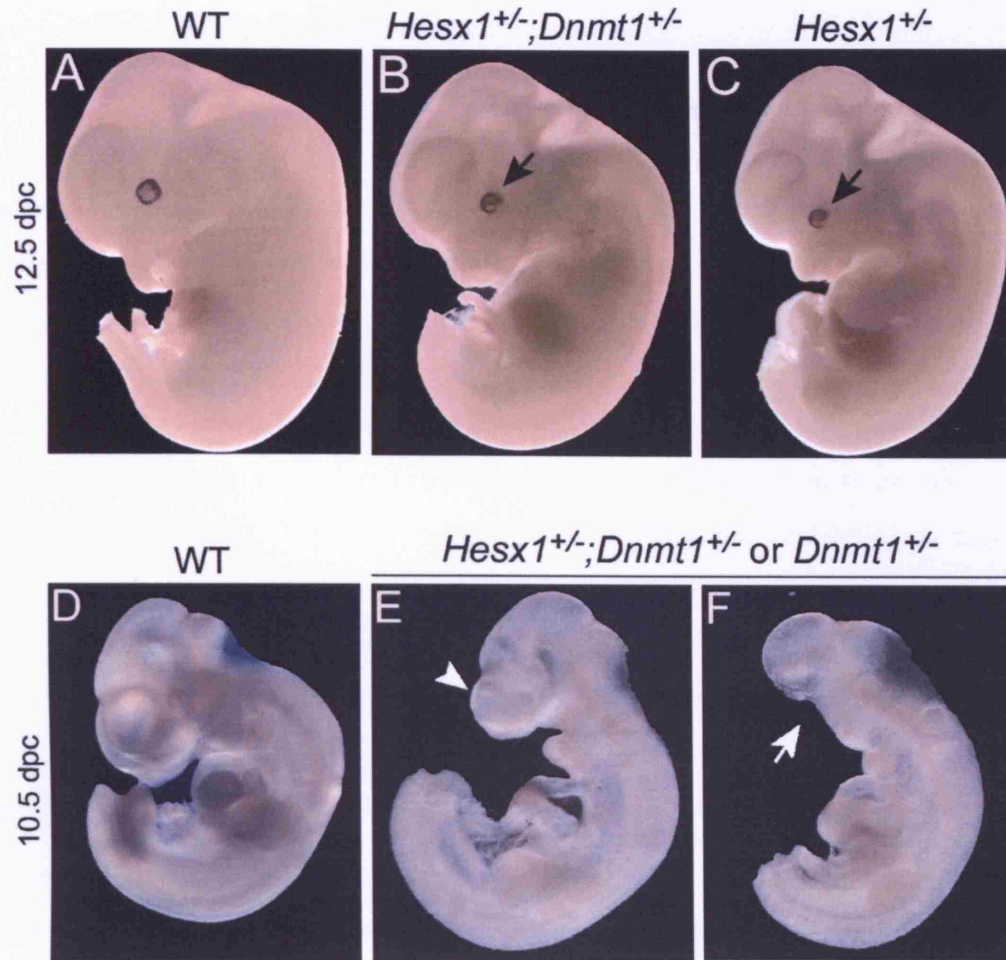 WT
Hesx1+/-;Dnmt1+/-
Hesx1+/-
A
B
C
12.5 dpc
WT
Hesx1+/-;Dnmt1+/- or Dnmt1+/-
D
E
F
10.5 dpc